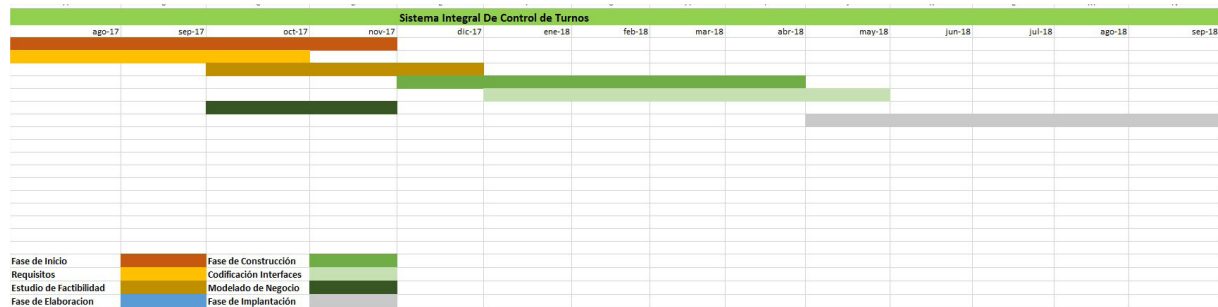 Sistema Integral De Control de Turnos
ago-17 sep-17 oct-17 nov-17 dic-17 ene-18 feb-18 mar-18 abr-18 may-18 jun-18 jul-18 ago-18 sep-18
Fase de Inicio Fase de Construcción
Requisitos Codificación Interfaces
Estudio de Factibilidad Modelado de Negocio
Fase de Elaboracion Fase de Implantación